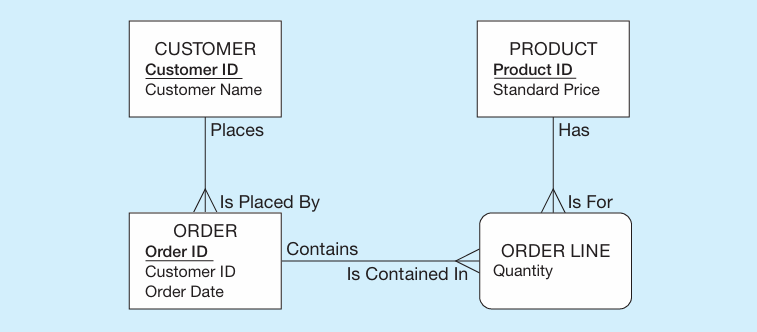 CUSTOMER
Customer ID
Customer Name
PRODUCT
Product ID
Standard Price
Places
Has
Is Placed By
Is For
ORDER
Order ID
Customer ID
Order Date
Contains
Is Contained In
ORDER LINE
Quantity